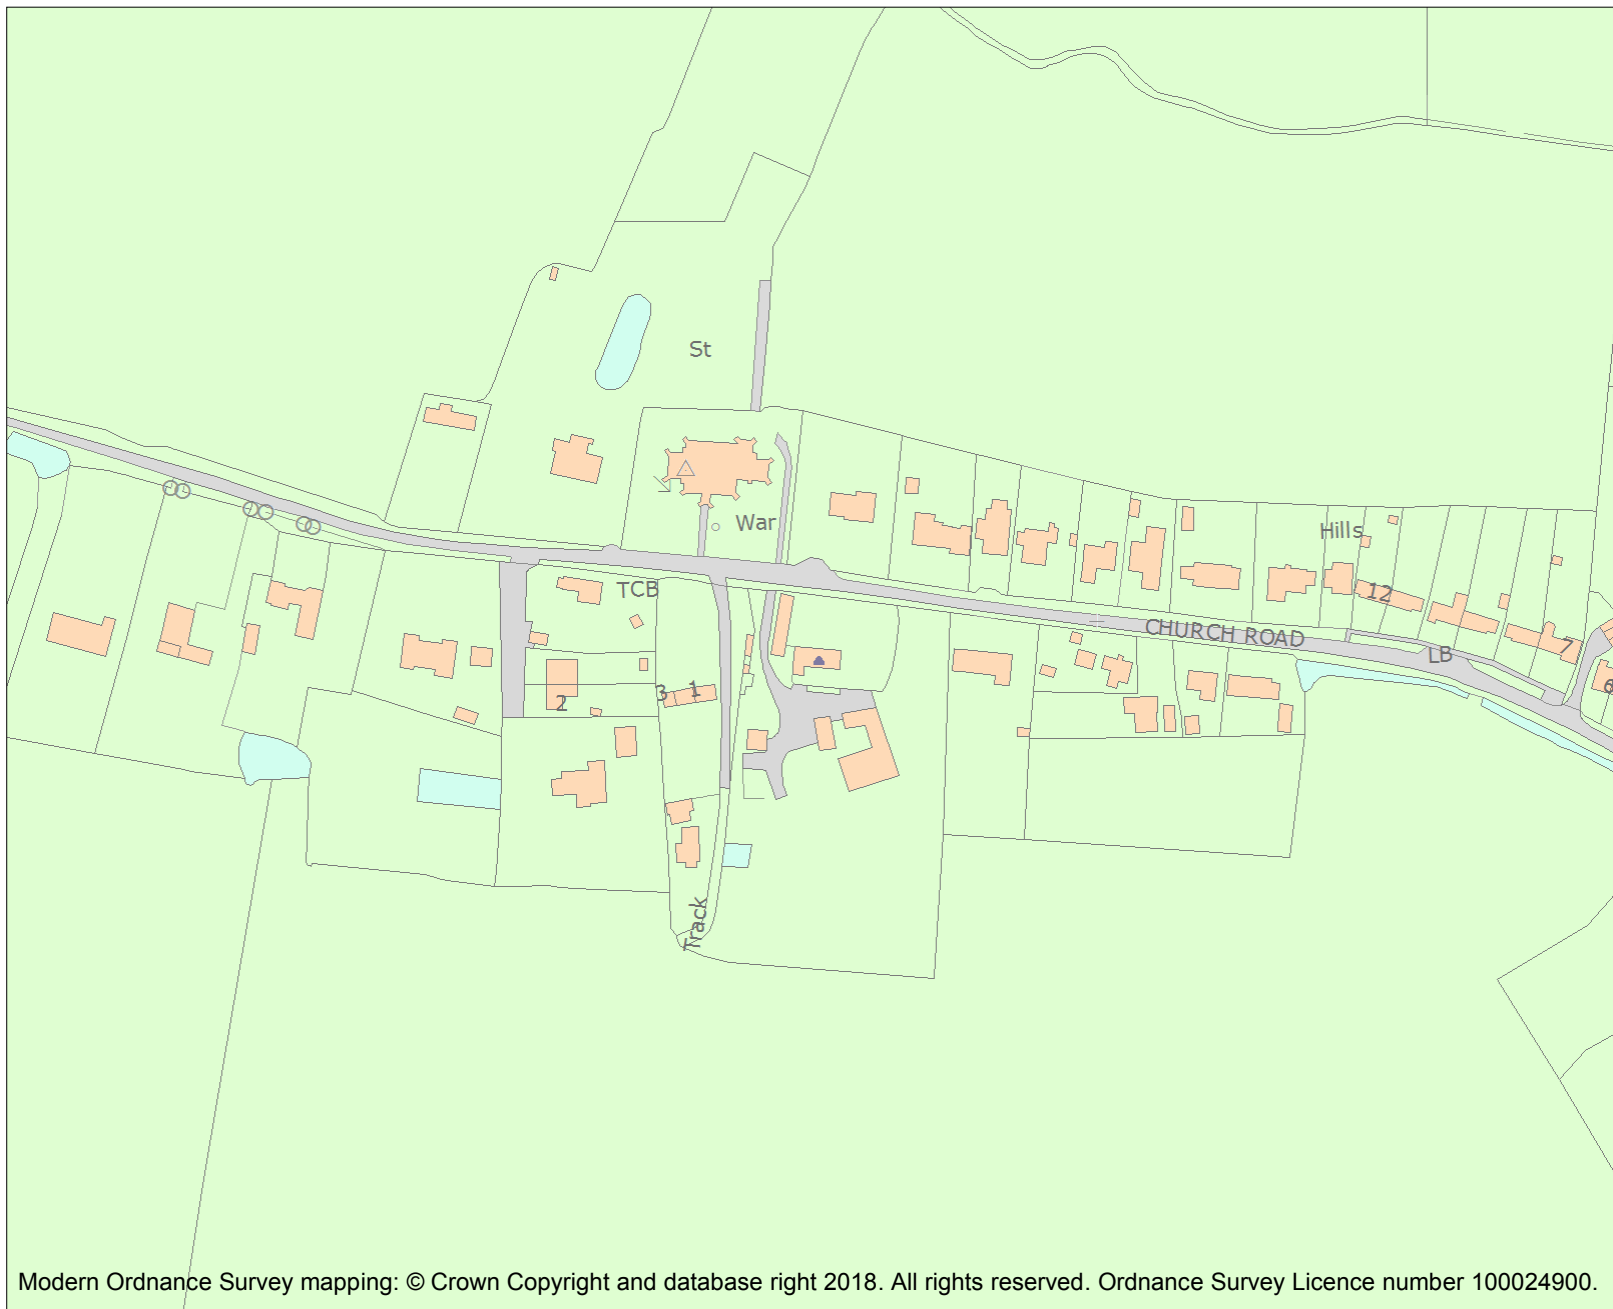 St
War
Hills
TCB
12
CHURCH ROAD
7
LB
6
3
1
2
Track
Modern Ordnance Survey mapping: © Crown Copyright and database right 2018. All rights reserved. Ordnance Survey Licence number 100024900.